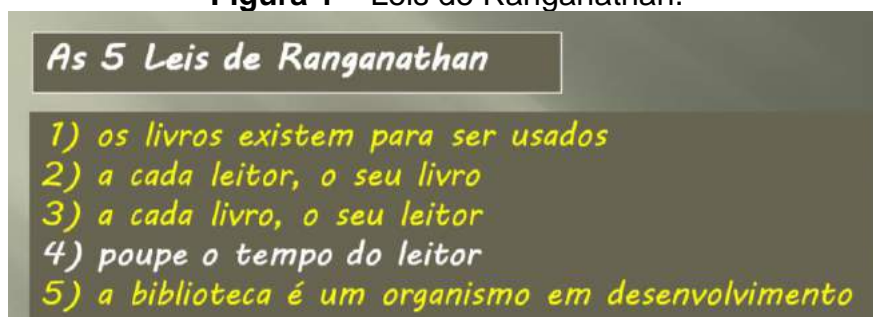 Figura 1 – Leis de Ranganathan.
As 5 Leis de Ranganathan
1) os livros existem para ser usados
2) a cada leitor, o seu livro
3) a cada livro, o seu leitor
4) poupe o tempo do leitor
5) a biblioteca é um organismo em desenvolvimento